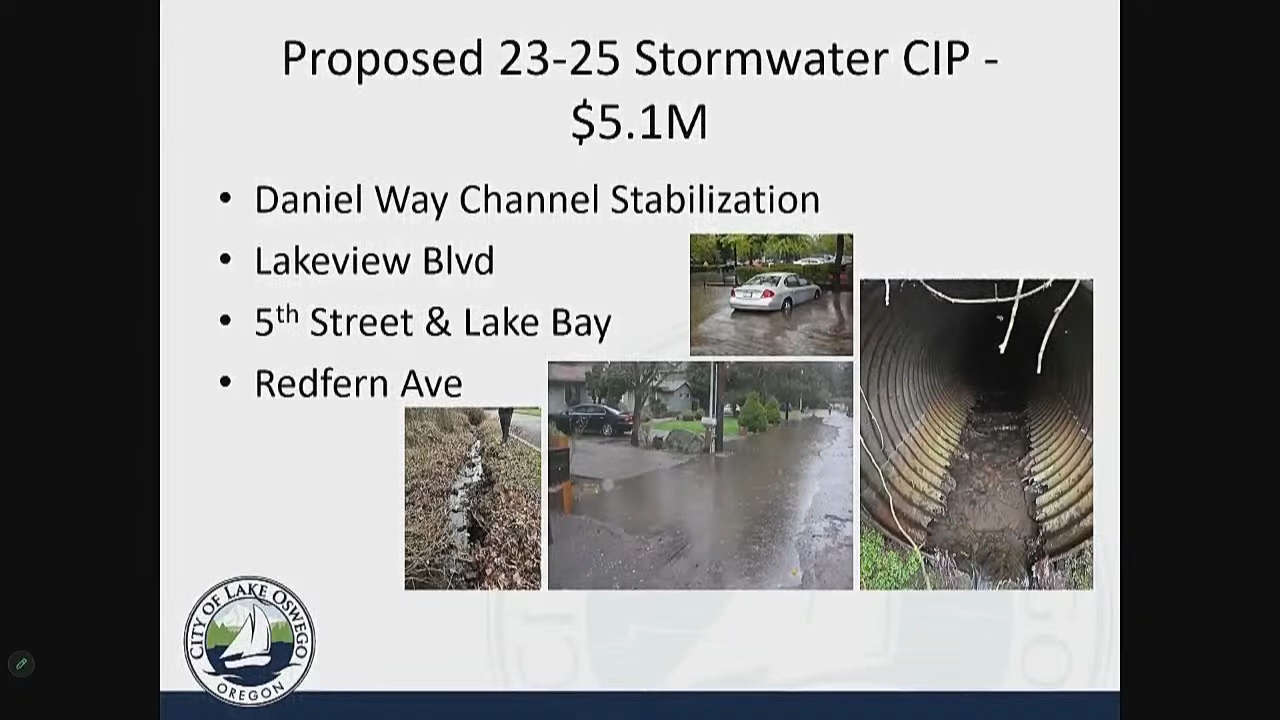 Proposed 23-25 Stormwater CIP -
$5.1M
• Daniel Way Channel Stabilization
• Lakeview Blvd
• 5th Street & Lake Bay
• Redfern Ave
CITY OF LAKE OSWEGO
OREGON